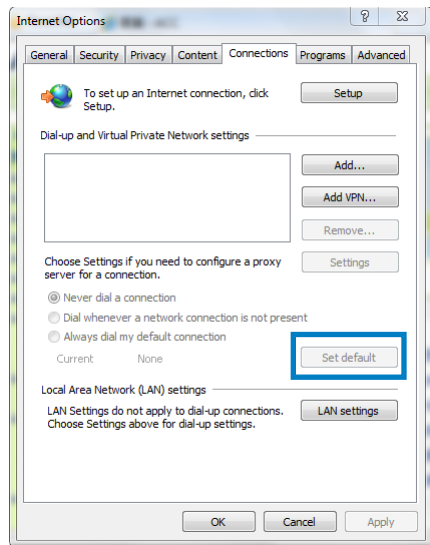 Internet Options
General Security Privacy Content Connections Programs Advanced
To set up an Internet connection, click
Setup.
Setup
Dial-up and Virtual Private Network settings
Add...
Add VPN...
Remove...
Choose Settings if you need to configure a proxy
server for a connection.
Settings
Never dial a connection
Dial whenever a network connection is not present
Always dial my default connection
Current None
Set default
Local Area Network (LAN) settings
LAN Settings do not apply to dial-up connections.
Choose Settings above for dial-up settings.
LAN settings
OK Cancel Apply